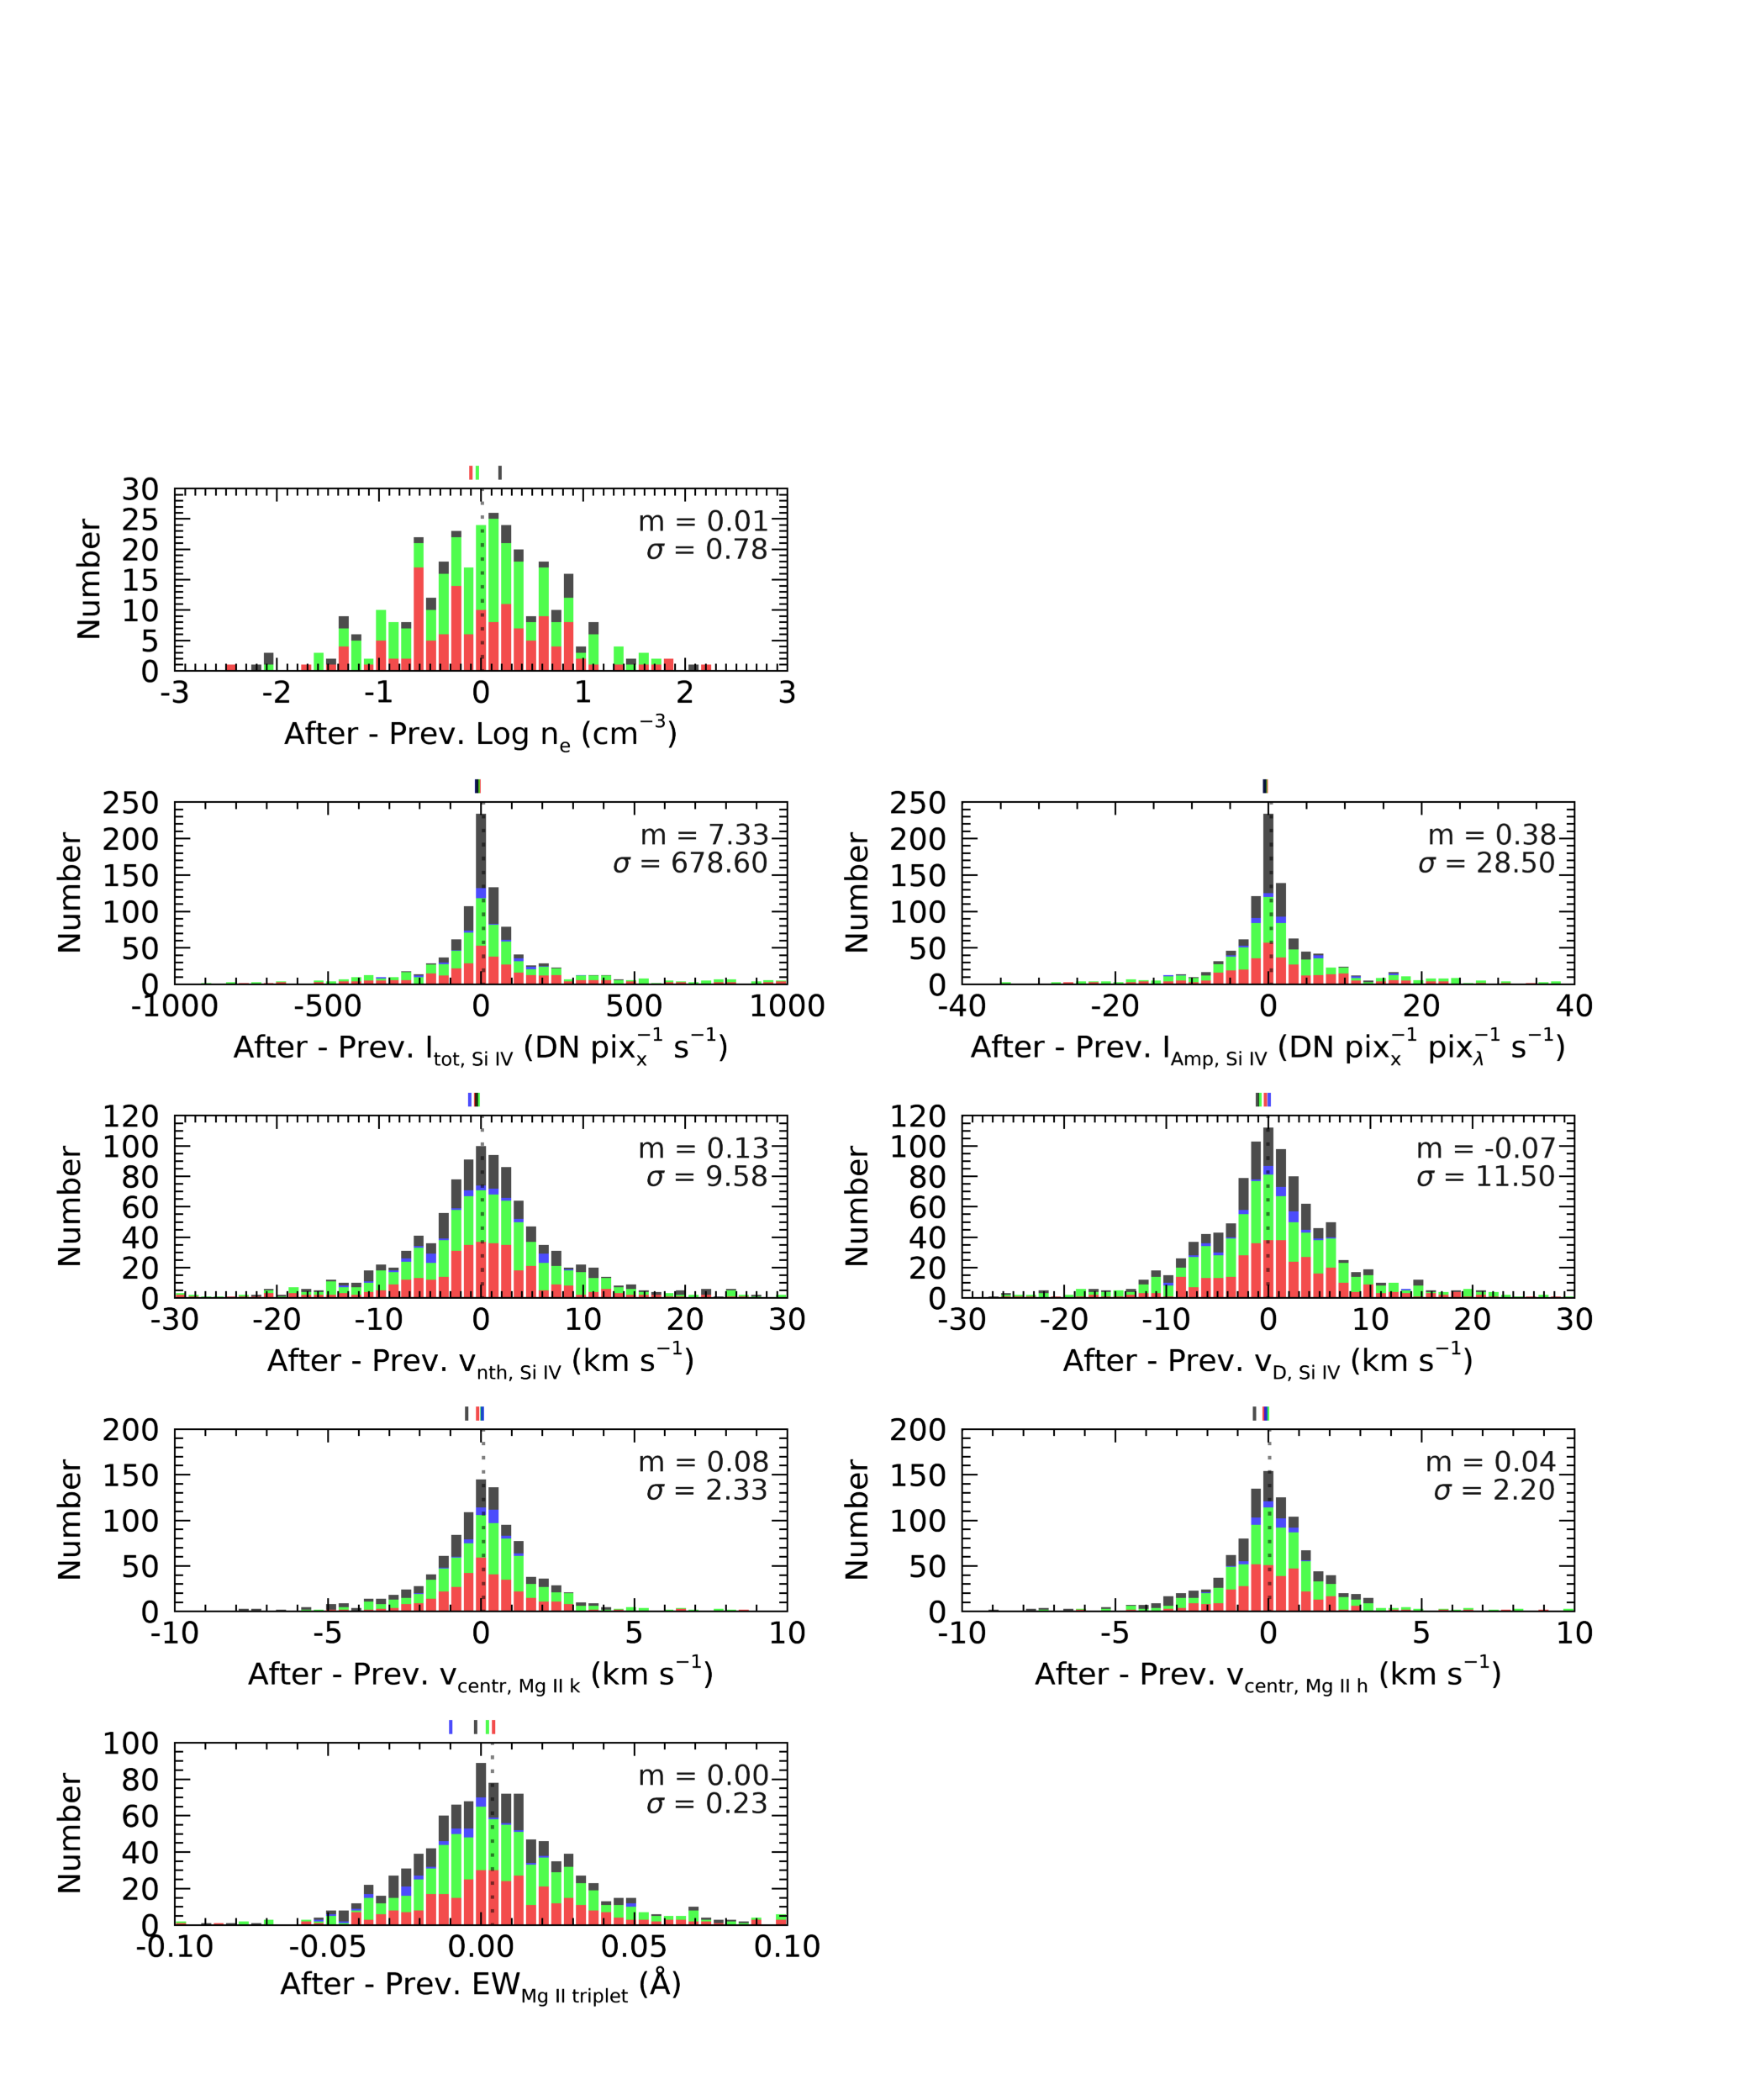 30
25
20
15
10
5
0
Number
m = 0.01
σ = 0.78
-3 -2 -1 0 1 2 3
After - Prev. Log nₑ (cm⁻³)
250
200
150
100
50
0
Number
m = 7.33
σ = 678.60
-1000 -500 0 500 1000
After - Prev. I_tot, Si IV (DN pix_x⁻¹ s⁻¹)
250
200
150
100
50
0
Number
m = 0.38
σ = 28.50
-40 -20 0 20 40
After - Prev. I_Amp, Si IV (DN pix_x⁻¹ pix_λ⁻¹ s⁻¹)
120
100
80
60
40
20
0
Number
m = 0.13
σ = 9.58
-30 -20 -10 0 10 20 30
After - Prev. v_nth, Si IV (km s⁻¹)
120
100
80
60
40
20
0
Number
m = -0.07
σ = 11.50
-30 -20 -10 0 10 20 30
After - Prev. v_D, Si IV (km s⁻¹)
200
150
100
50
0
Number
m = 0.08
σ = 2.33
-10 -5 0 5 10
After - Prev. v_centr, Mg II k (km s⁻¹)
200
150
100
50
0
Number
m = 0.04
σ = 2.20
-10 -5 0 5 10
After - Prev. v_centr, Mg II h (km s⁻¹)
100
80
60
40
20
0
Number
m = 0.00
σ = 0.23
-0.10 -0.05 0.00 0.05 0.10
After - Prev. EW_Mg II triplet (Å)